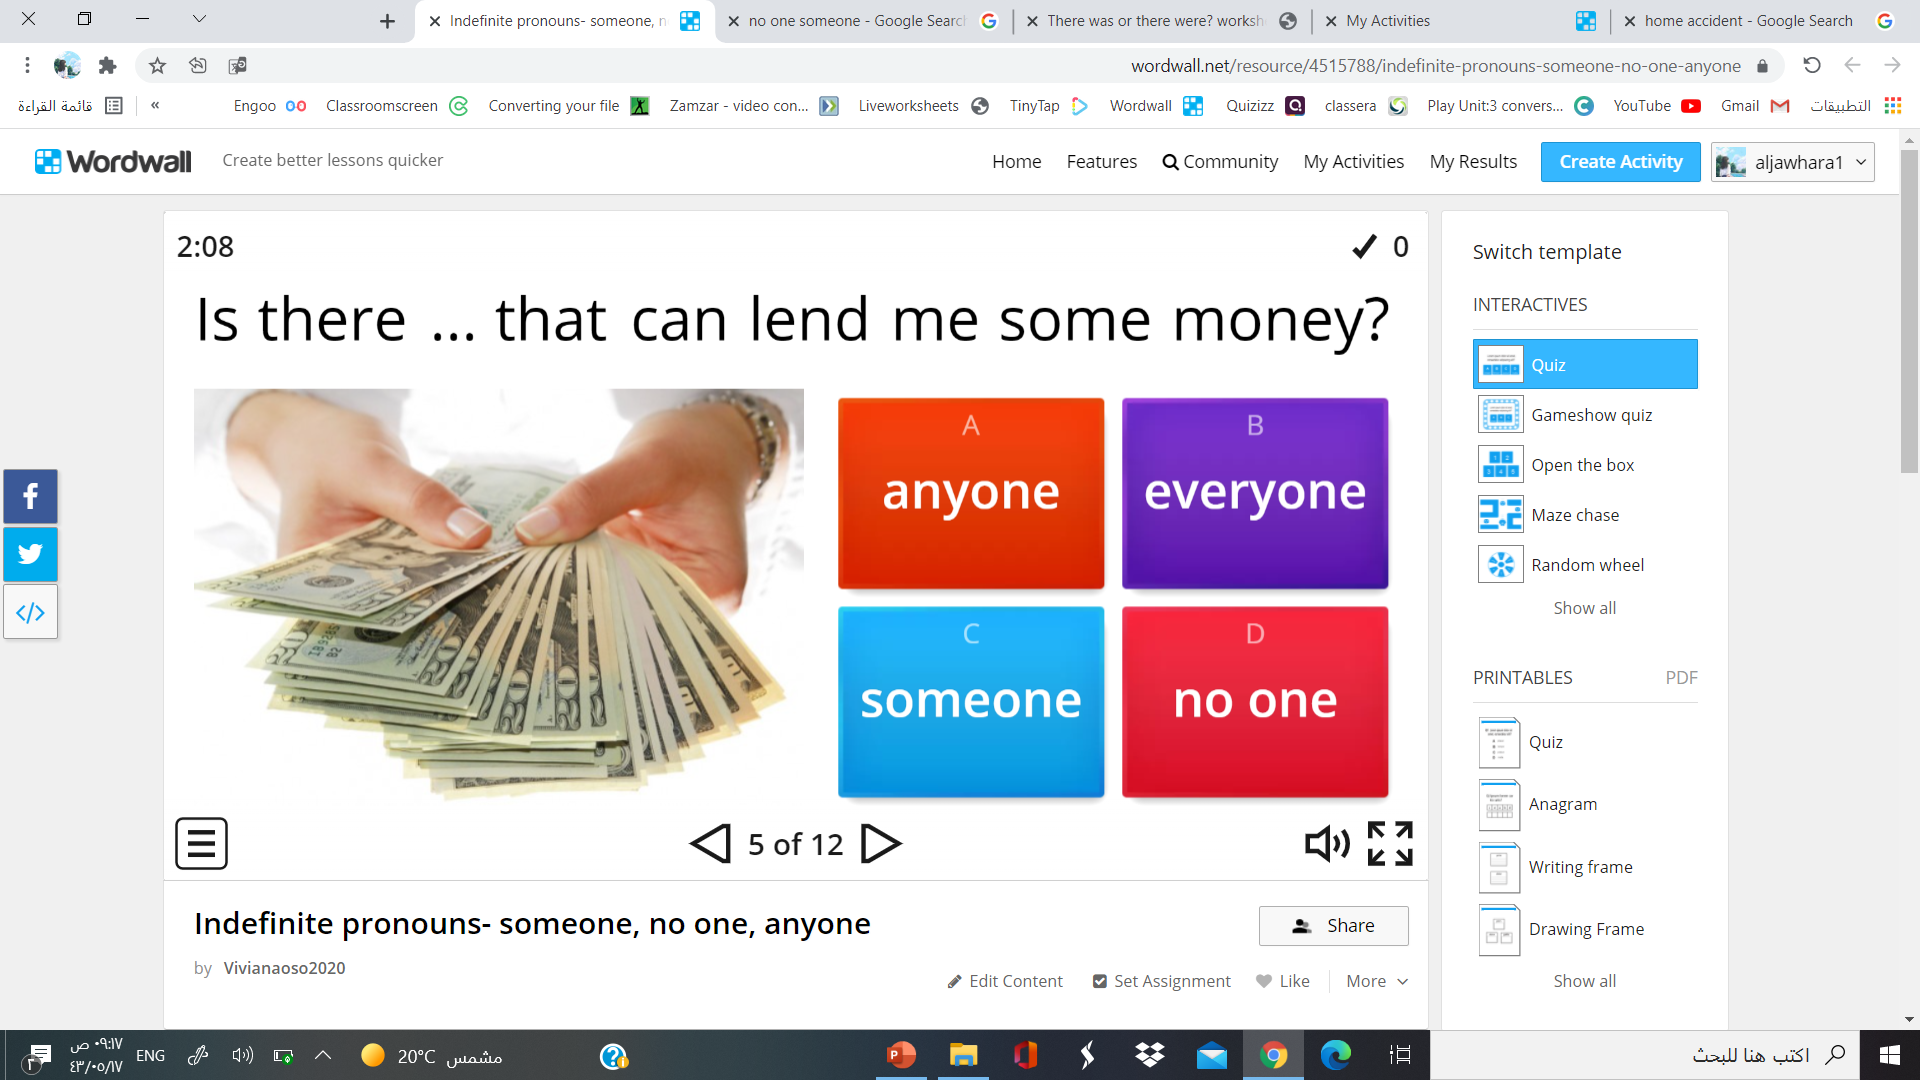 Indefinite pronouns- someone, n
no one someone - Google Search
There was or there were? worksh
My Activities
home accident - Google Search
wordwall.net/resource/4515788/indefinite-pronouns-someone-no-one-anyone
قائمة القراءة
»
Engoo
Classroomscreen
Converting your file
Zamzar - video con...
Liveworksheets
TinyTap
Wordwall
Quizizz
classera
Play Unit:3 convers...
YouTube
Gmail
التطبيقات
Wordwall
Create better lessons quicker
Home
Features
Community
My Activities
My Results
Create Activity
aljawhara1
2:08
0
Is there ... that can lend me some money?
A
anyone
B
everyone
C
someone
D
no one
5 of 12
Indefinite pronouns- someone, no one, anyone
Share
by Vivianaoso2020
Edit Content
Set Assignment
Like
More
Switch template
INTERACTIVES
Quiz
Gameshow quiz
Open the box
Maze chase
Random wheel
Show all
PRINTABLES
PDF
Quiz
Anagram
Writing frame
Drawing Frame
Show all
٠٩:١٧ ص
٤٣/٠٥/١٧
ENG
20°C مشمس
اكتب هنا للبحث